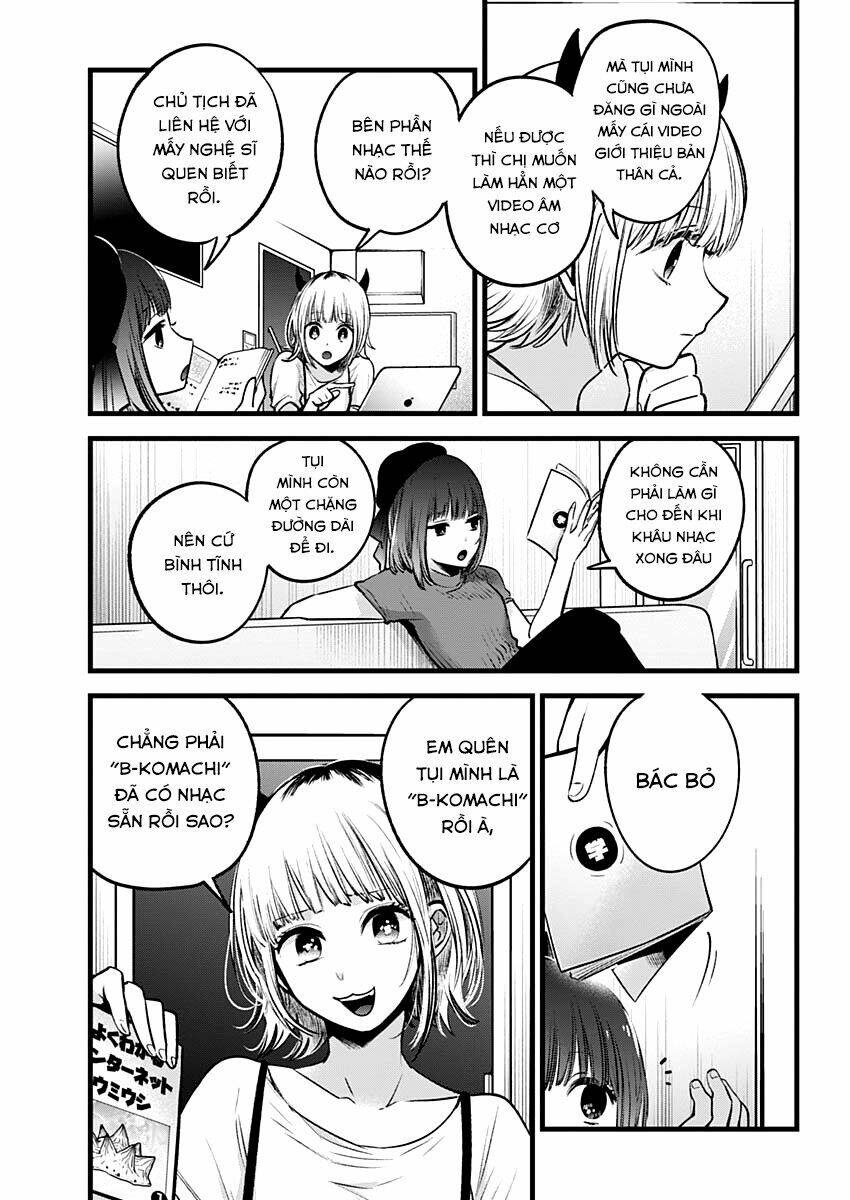 MÀ TỤI MÌNH
CŨNG CHƯA
ĐĂNG GÌ NGOÀI
MẤY CÁI VIDEO
GIỚI THIỆU BẢN
THÂN CẢ.
NẾU ĐƯỢC
THÌ CHỊ MUỐN
LÀM HẲN MỘT
VIDEO ÂM
NHẠC CƠ
BÊN PHẦN
NHẠC THẾ
NÀO RỒI?
CHỦ TỊCH ĐÃ
LIÊN HỆ VỚI
MẤY NGHỆ SĨ
QUEN BIẾT
RỒI.
KHÔNG CẦN
PHẢI LÀM GÌ
CHO ĐẾN KHI
KHÂU NHẠC
XONG ĐÂU
TỤI
MÌNH CÒN
MỘT CHẶNG
ĐƯỜNG DÀI
ĐỂ ĐI.
NÊN CỨ
BÌNH TĨNH
THÔI.
BÁC BỎ
学
EM QUÊN
TỤI MÌNH LÀ
"B-KOMACHI"
RỒI À,
CHẲNG PHẢI
"B-KOMACHI"
ĐÃ CÓ NHẠC
SẴN RỒI SAO?
よくわかる
ンターネット
ウミウシ